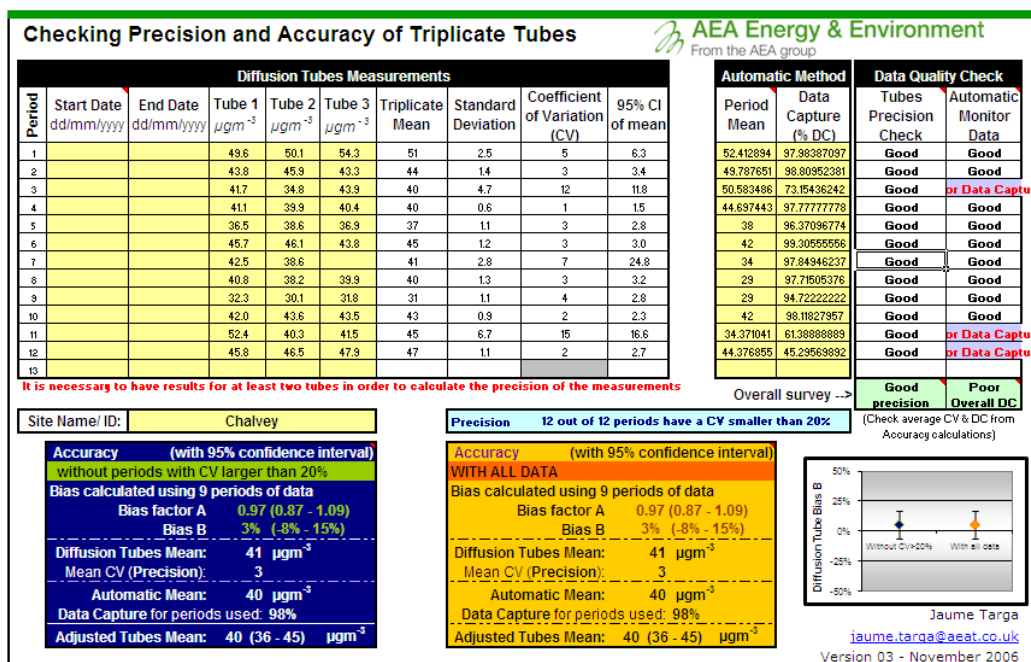 Checking Precision and Accuracy of Triplicate Tubes
AEA Energy & Environment
From the AEA group
Diffusion Tubes Measurements Automatic Method Data Quality Check
Period Start Date dd/mm/yyyy End Date dd/mm/yyyy Tube 1 µgm-3 Tube 2 µgm-3 Tube 3 µgm-3 Triplicate Mean Standard Deviation Coefficient of Variation (CV) 95% CI of mean Period Mean Data Capture (% DC) Tubes Precision Check Automatic Monitor Data
1 49.6 50.1 54.3 51 2.5 5 6.3 52.412894 97.98387097 Good Good
2 43.8 45.9 43.3 44 1.4 3 3.4 49.787651 98.80952381 Good Good
3 41.7 34.8 43.9 40 4.7 12 11.8 50.583486 73.15436242 Good or Data Captu
4 41.1 39.9 40.4 40 0.6 1 1.5 44.697443 97.77777778 Good Good
5 36.5 38.6 36.9 37 1.1 3 2.8 38 96.37096774 Good Good
6 45.7 46.1 43.8 45 1.2 3 3.0 42 99.30555556 Good Good
7 42.5 38.6 41 2.8 7 24.8 34 97.84946237 Good Good
8 40.8 38.2 39.9 40 1.3 3 3.2 29 97.71505376 Good Good
9 32.3 30.1 31.8 31 1.1 4 2.8 29 94.72222222 Good Good
10 42.0 43.6 43.5 43 0.9 2 2.3 42 98.11827957 Good Good
11 52.4 40.3 41.5 45 6.7 15 16.6 34.371041 61.38888889 Good or Data Captu
12 45.8 46.5 47.9 47 1.1 2 2.7 44.376855 45.29569892 Good or Data Captu
13
It is necessary to have results for at least two tubes in order to calculate the precision of the measurements
Overall survey --> Good precision Poor Overall DC
Site Name/ ID: Chalvey
Precision 12 out of 12 periods have a CV smaller than 20%
(Check average CV & DC from
Accuracy calculations)
Accuracy (with 95% confidence interval)
without periods with CV larger than 20%
Bias calculated using 9 periods of data
Bias factor A 0.97 (0.87 - 1.09)
Bias B 3% (-8% - 15%)
Diffusion Tubes Mean: 41 µgm-3
Mean CV (Precision): 3
Automatic Mean: 40 µgm-3
Data Capture for periods used: 98%
Adjusted Tubes Mean: 40 (36 - 45) µgm-3
Accuracy (with 95% confidence interval)
WITH ALL DATA
Bias calculated using 9 periods of data
Bias factor A 0.97 (0.87 - 1.09)
Bias B 3% (-8% - 15%)
Diffusion Tubes Mean: 41 µgm-3
Mean CV (Precision): 3
Automatic Mean: 40 µgm-3
Data Capture for periods used: 98%
Adjusted Tubes Mean: 40 (36 - 45) µgm-3
Diffusion Tube Bias B
50%
25%
0%
-25%
-50%
Without CV>20% With all data
Jaume Targa
jaume.targa@aeat.co.uk
Version 03 - November 2006